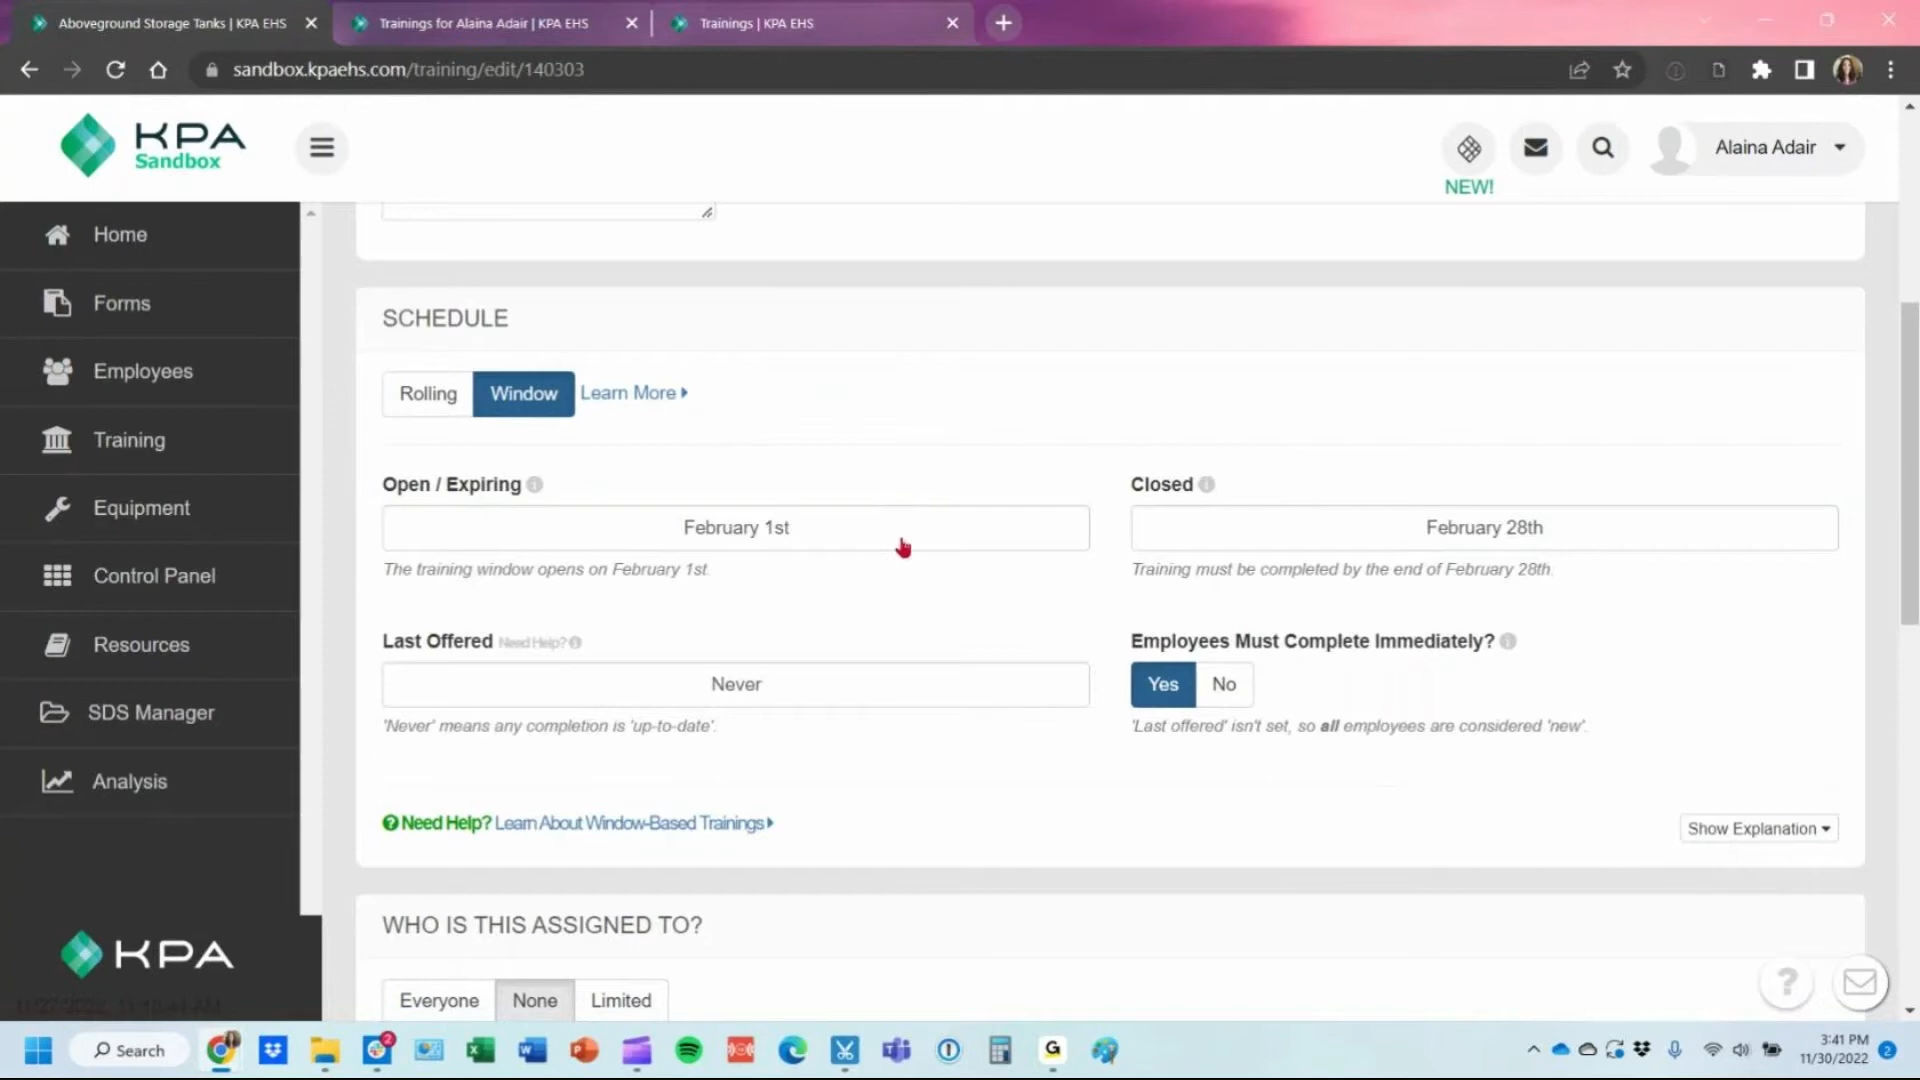 Aboveground Storage Tanks | KPA EHS
Trainings for Alaina Adair | KPA EHS
Trainings | KPA EHS
sandbox.kpaehs.com/training/edit/140303
KPA
Sandbox
NEW!
Alaina Adair
Home
Forms
Employees
Training
Equipment
Control Panel
Resources
SDS Manager
Analysis
KPA
SCHEDULE
Rolling Window Learn More
Open / Expiring
Closed
February 1st
February 28th
The training window opens on February 1st.
Training must be completed by the end of February 28th.
Last Offered Need Help?
Employees Must Complete Immediately?
Never
Yes No
'Never' means any completion is 'up-to-date'.
'Last offered' isn't set, so all employees are considered 'new'.
Need Help? Learn About Window-Based Trainings
Show Explanation
WHO IS THIS ASSIGNED TO?
Everyone None Limited
Search
2
3:41 PM
11/30/2022
2